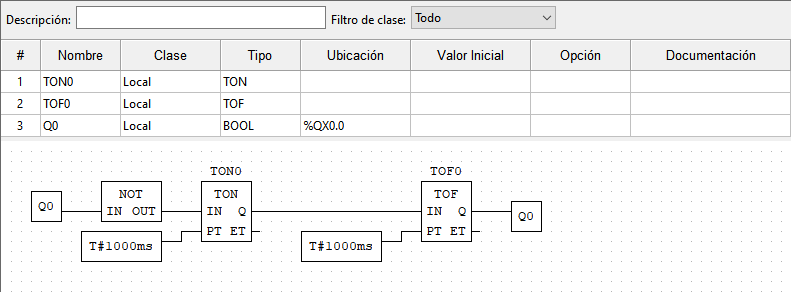 Descripción: Filtro de clase: Todo
# Nombre Clase Tipo Ubicación Valor Inicial Opción Documentación
1 TON0 Local TON
2 TOF0 Local TOF
3 Q0 Local BOOL %QX0.0
TON0 TOF0
NOT TON TOF
Q0 IN OUT IN Q IN Q Q0
PT ET PT ET
T#1000ms T#1000ms